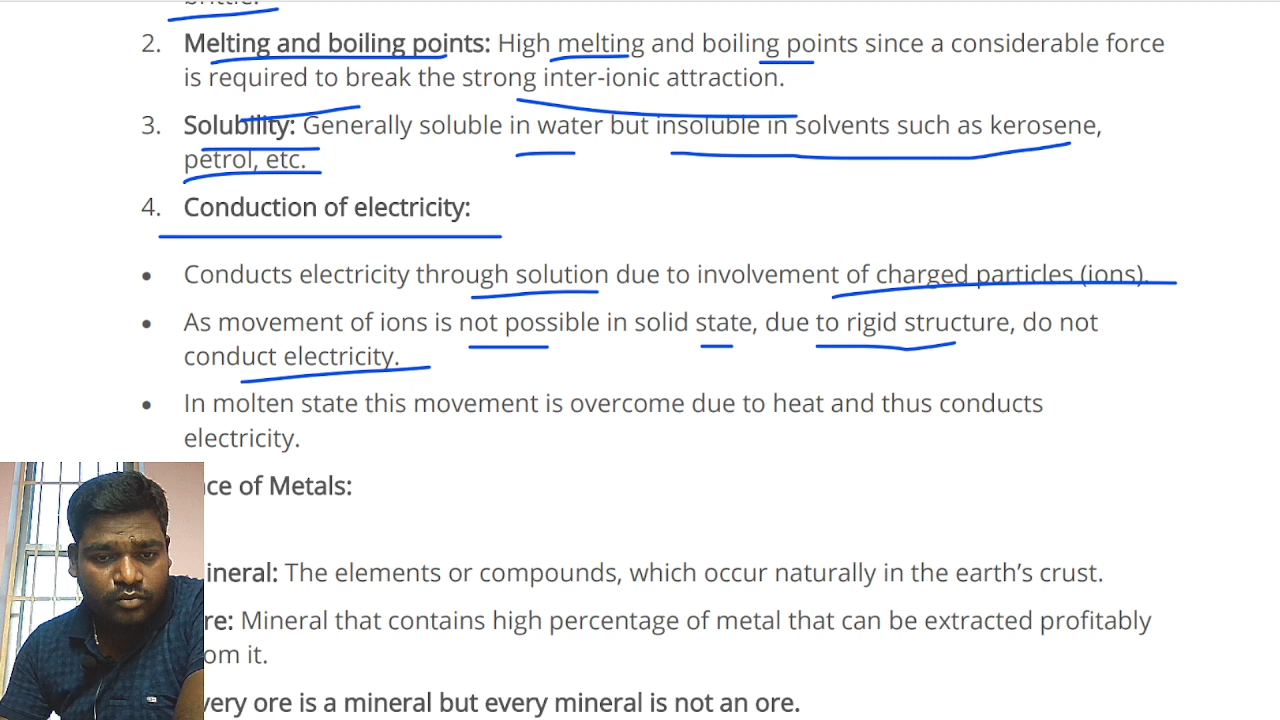 brittle.
2. Melting and boiling points: High melting and boiling points since a considerable force
is required to break the strong inter-ionic attraction.
3. Solubility: Generally soluble in water but insoluble in solvents such as kerosene,
petrol, etc.
4. Conduction of electricity:
• Conducts electricity through solution due to involvement of charged particles (ions).
• As movement of ions is not possible in solid state, due to rigid structure, do not
conduct electricity.
• In molten state this movement is overcome due to heat and thus conducts
electricity.
ce of Metals:
ineral: The elements or compounds, which occur naturally in the earth’s crust.
re: Mineral that contains high percentage of metal that can be extracted profitably
om it.
very ore is a mineral but every mineral is not an ore.